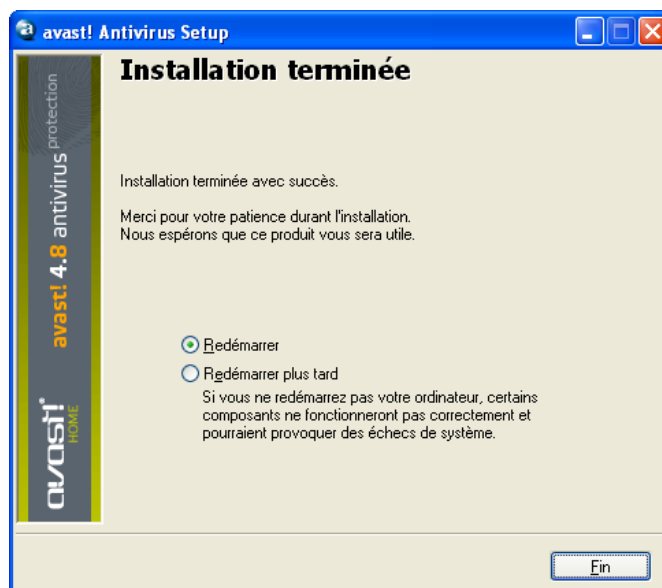 avast! Antivirus Setup
Installation terminée
avast! 4.8 antivirus protection
avast!
HOME
Installation terminée avec succès.
Merci pour votre patience durant l'installation.
Nous espérons que ce produit vous sera utile.
Redémarrer
Redémarrer plus tard
Si vous ne redémarrez pas votre ordinateur, certains
composants ne fonctionneront pas correctement et
pourraient provoquer des échecs de système.
Fin